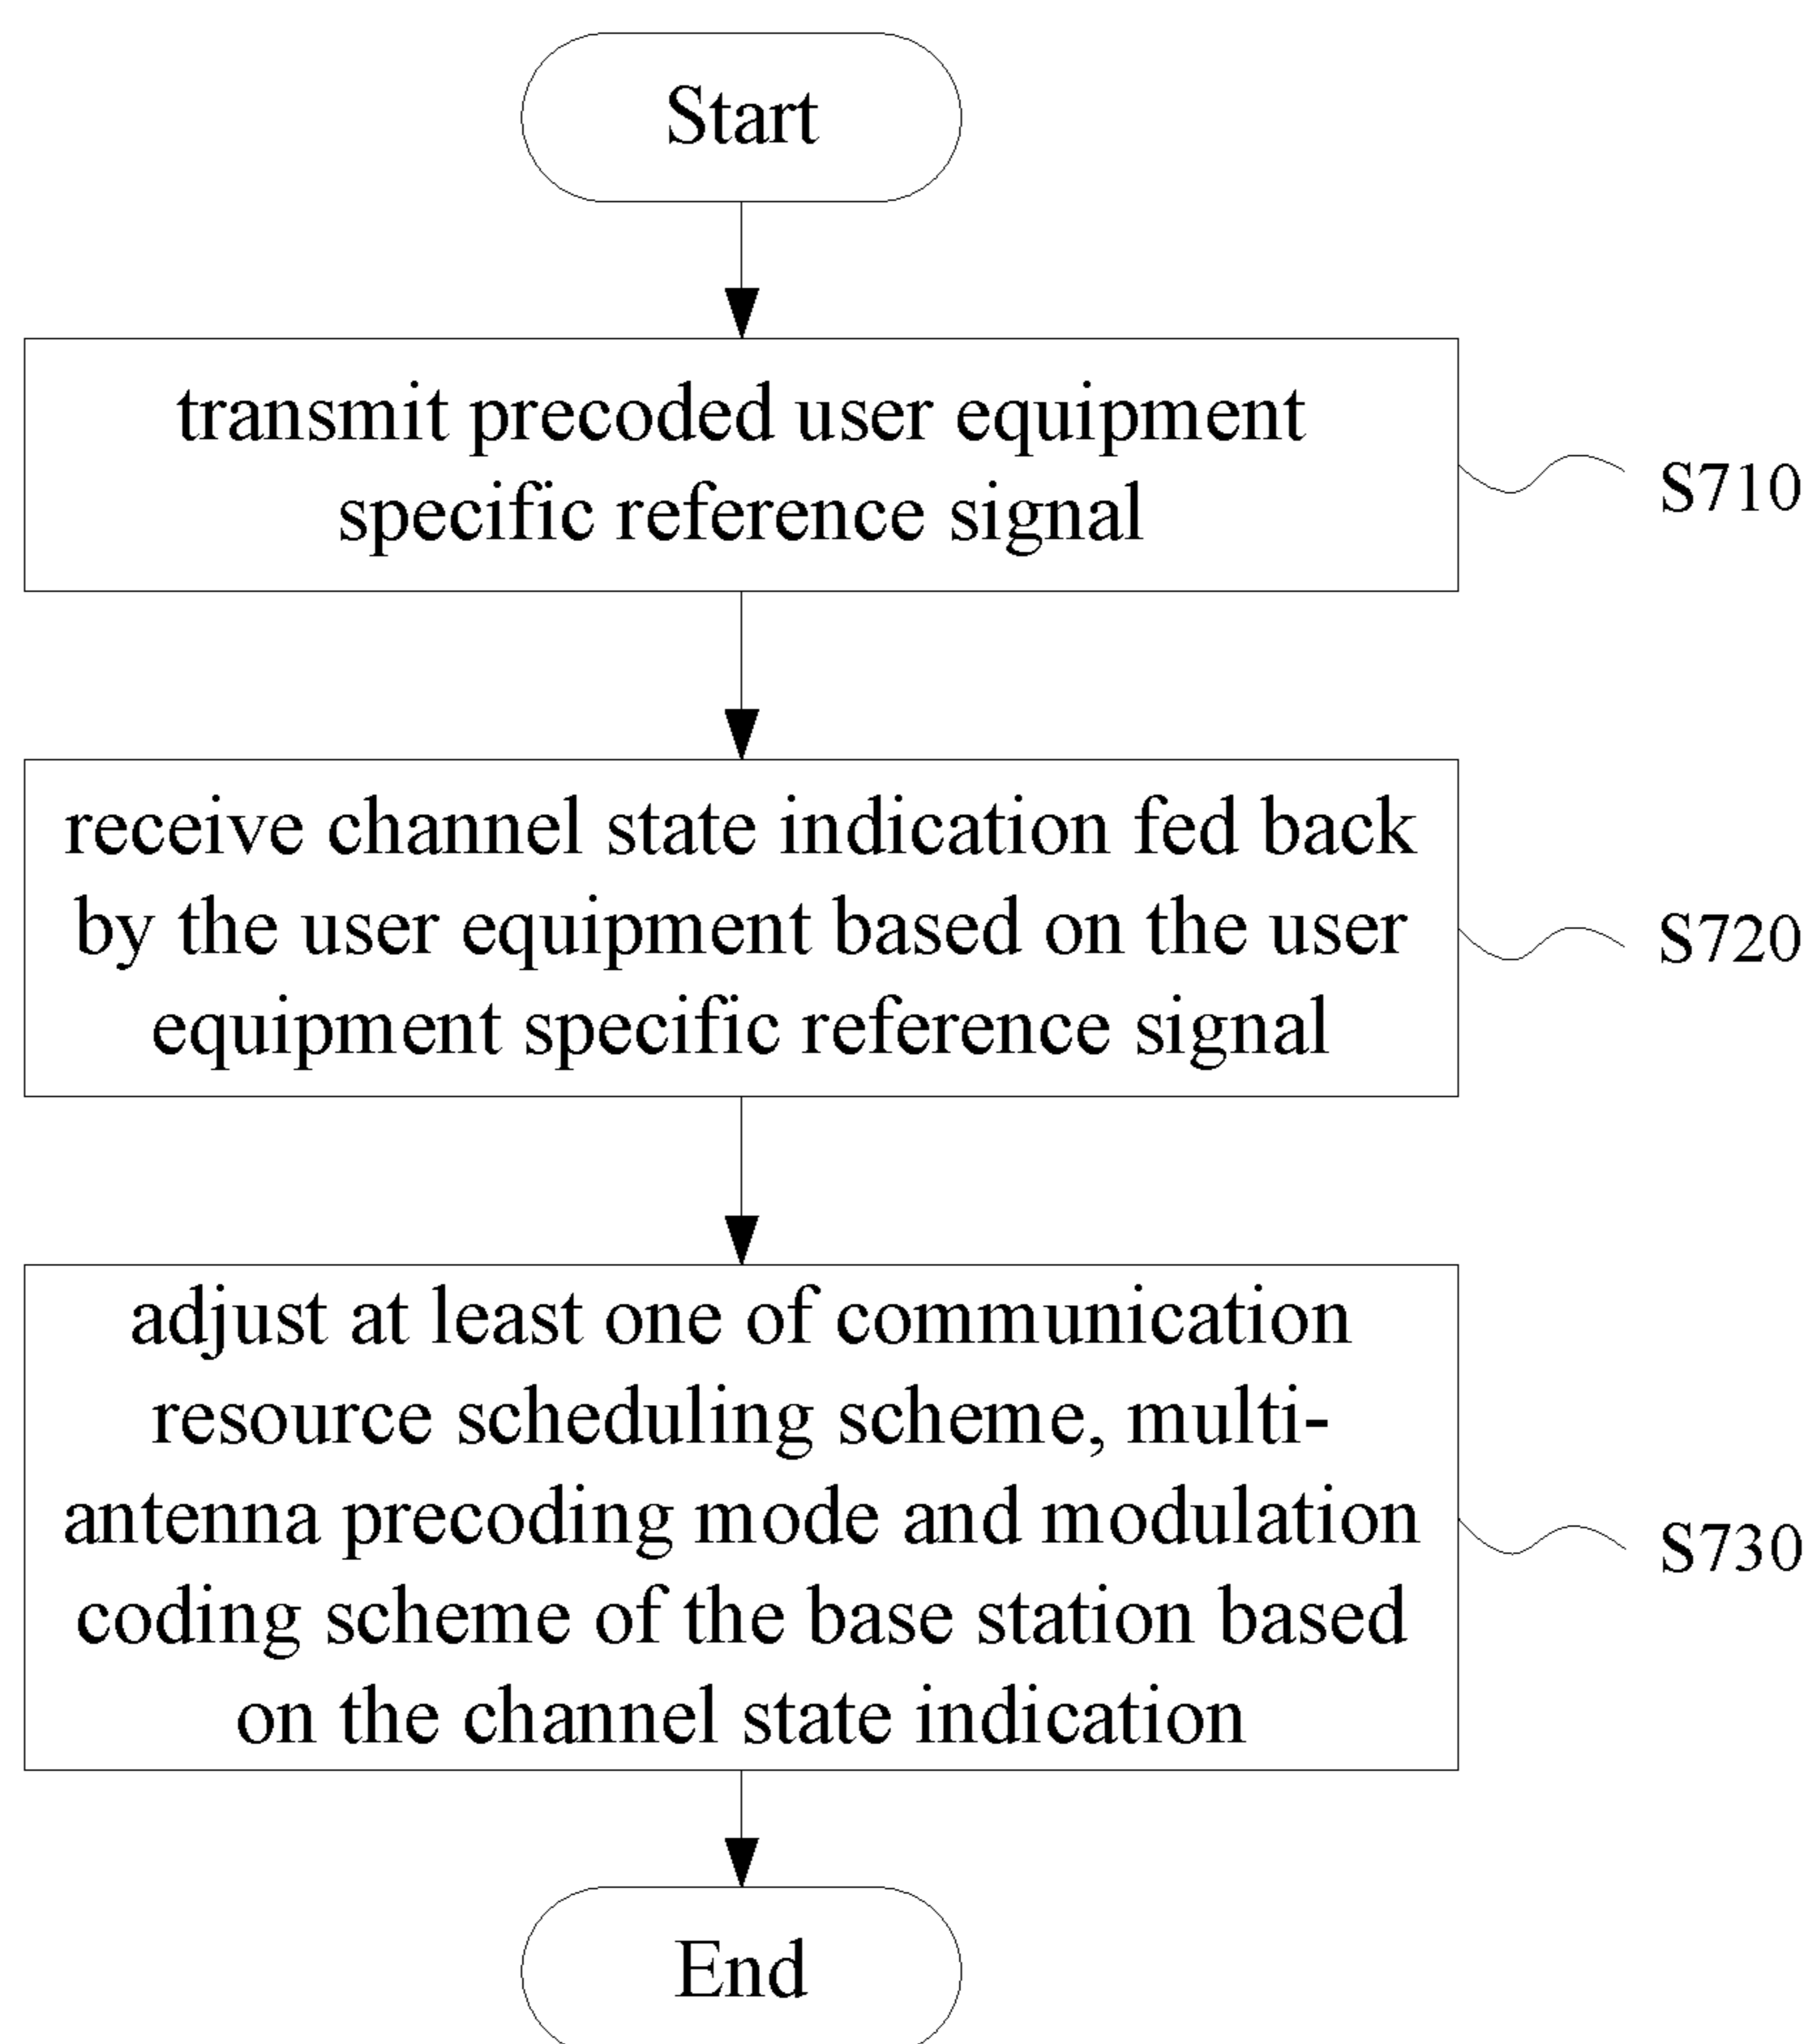 Start
transmit precoded user equipment
specific reference signal
S710
receive channel state indication fed back
by the user equipment based on the user
equipment specific reference signal
S720
adjust at least one of communication
resource scheduling scheme, multi-
antenna precoding mode and modulation
coding scheme of the base station based
on the channel state indication
S730
End